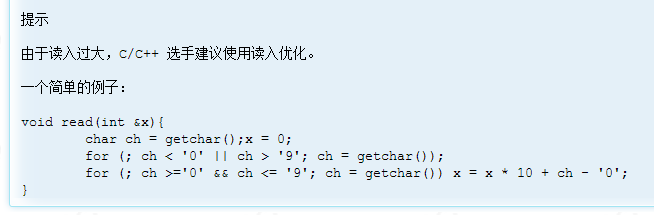 提示
由于读入过大，C/C++ 选手建议使用读入优化。
一个简单的例子：
void read(int &x){
        char ch = getchar();x = 0;
        for (; ch < '0' || ch > '9'; ch = getchar());
        for (; ch >='0' && ch <= '9'; ch = getchar()) x = x * 10 + ch - '0';
}